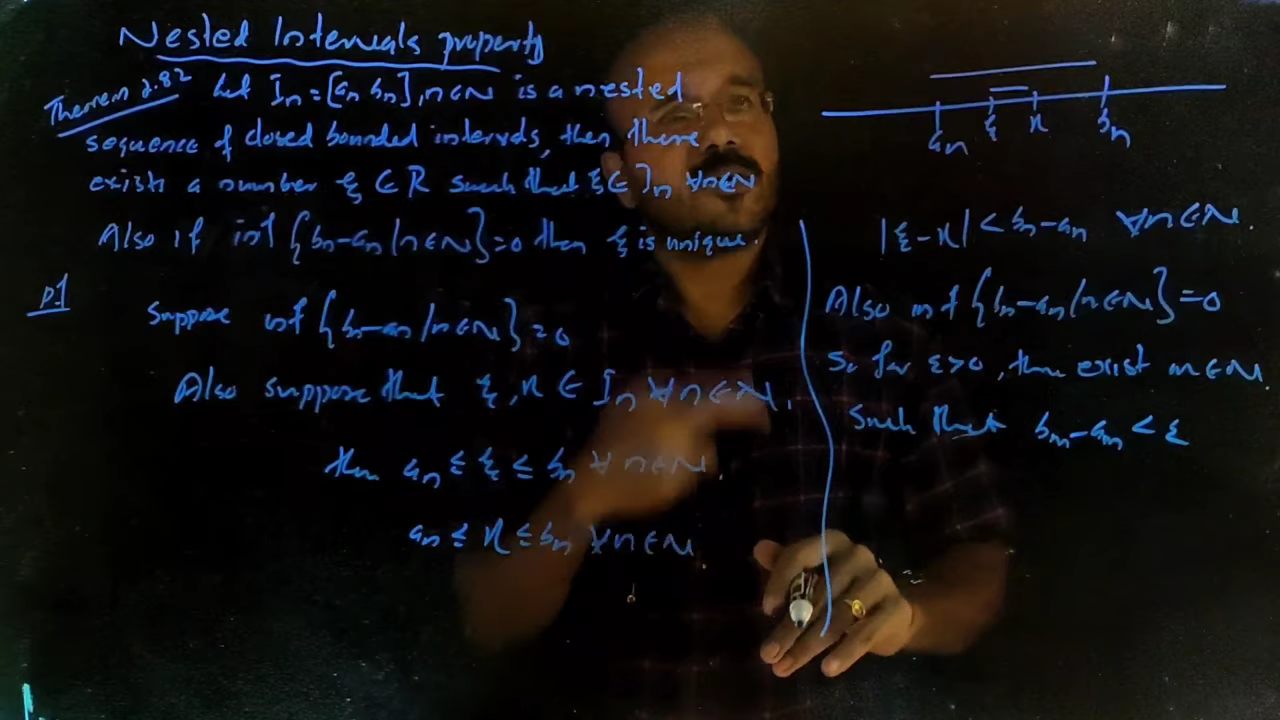 Nested Intervals property
Theorem 2.82 Let Iₙ = [aₙ bₙ], n∈N is a nested
sequence of closed bounded intervals, then there
exists a number ξ ∈ R such that ξ ∈ Iₙ ∀n∈N
Also if inf {bₙ-aₙ/n∈N}=0 then ξ is unique.
pf
Suppose inf {bₙ-aₙ/n∈N}=0
Also suppose that ξ, η ∈ Iₙ ∀n∈N.
then aₙ ≤ ξ ≤ bₙ ∀n∈N.
aₙ ≤ η ≤ bₙ ∀n∈N
aₙ ξ η bₙ
|ξ-η| < bₙ-aₙ ∀n∈N.
Also inf {bₙ-aₙ/n∈N}=0
So for ε>0, there exist m∈N.
Such that bₘ-aₘ < ε